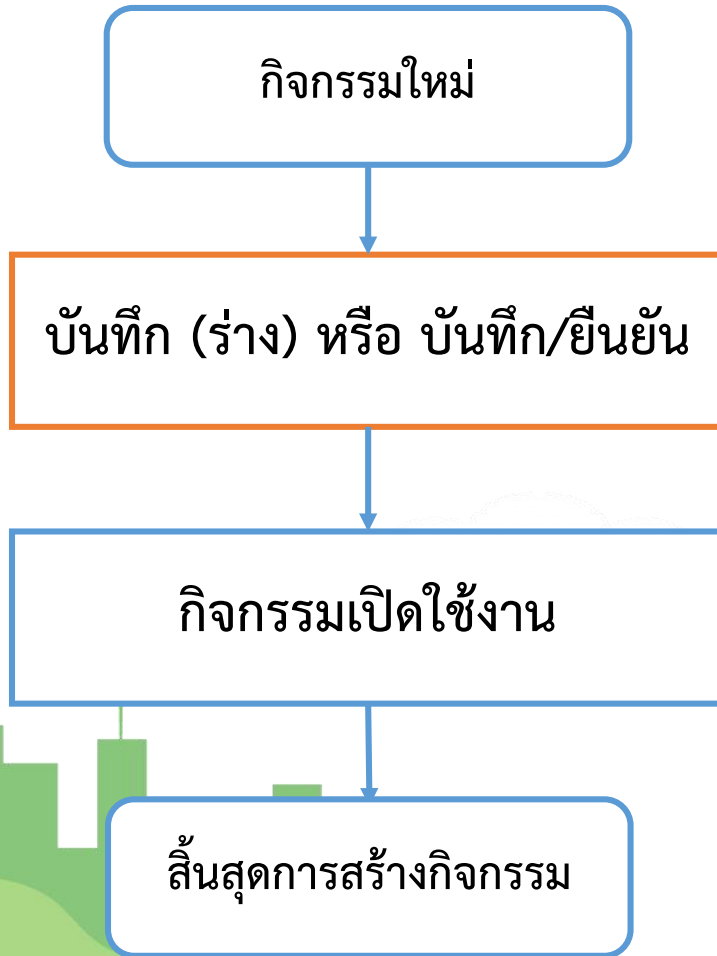 กิจกรรมใหม่
บันทึก (ร่าง) หรือ บันทึก/ยืนยัน
กิจกรรมเปิดใช้งาน
สิ้นสุดการสร้างกิจกรรม